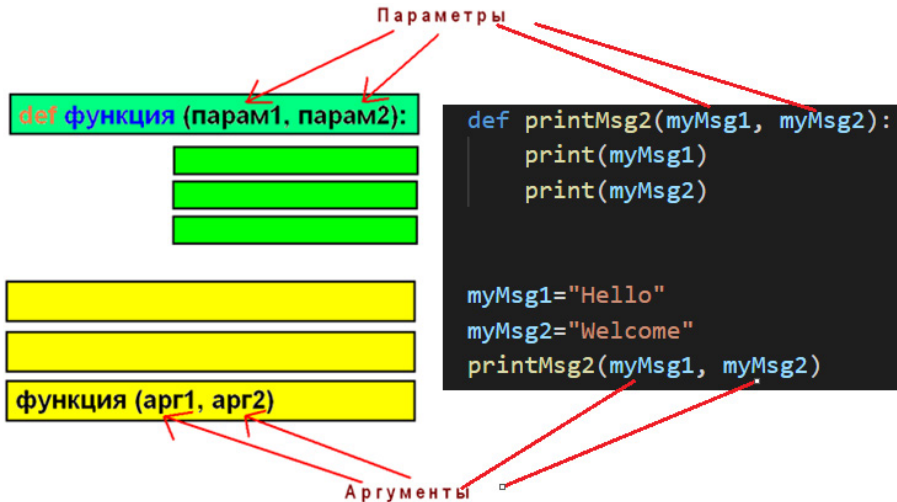 Параметры
def функция (парам1, парам2):
функция (арг1, арг2)
def printMsg2(myMsg1, myMsg2):
print(myMsg1)
print(myMsg2)
myMsg1="Hello"
myMsg2="Welcome"
printMsg2(myMsg1, myMsg2)
Аргументы